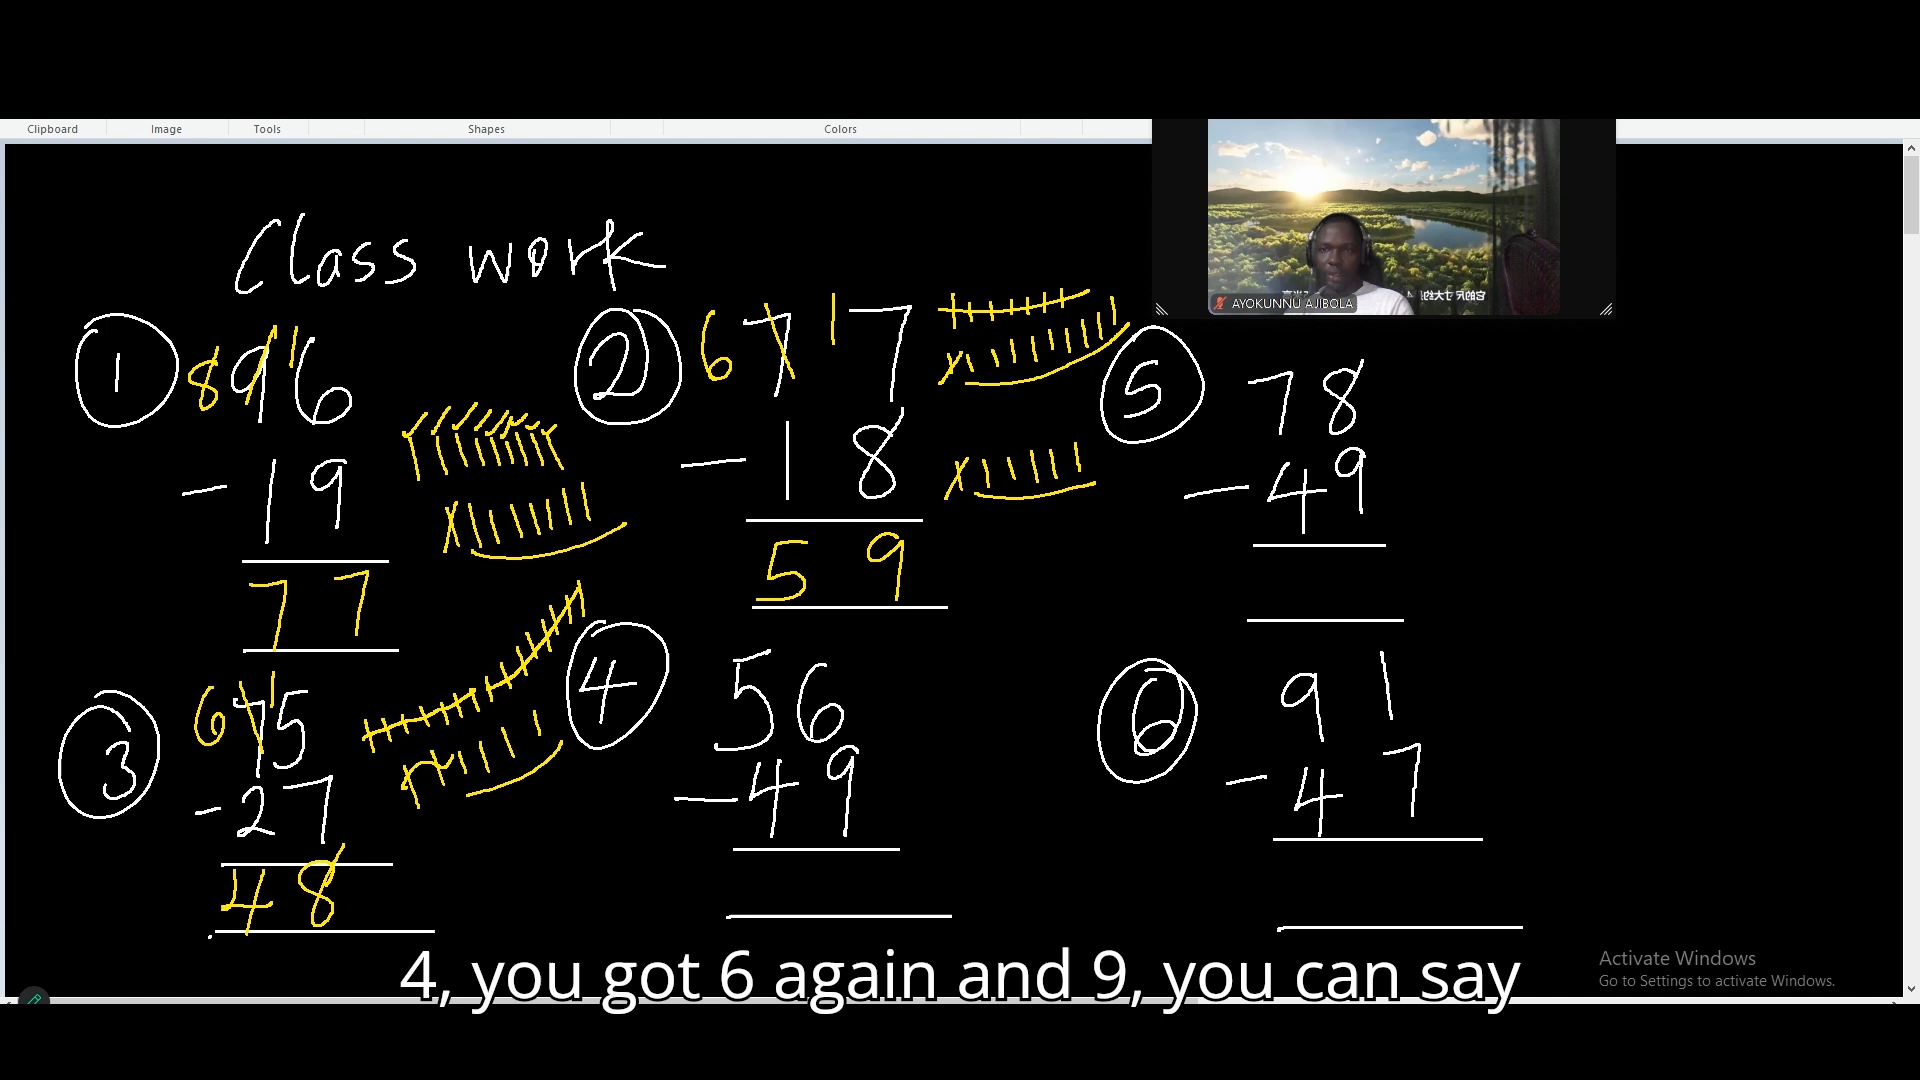 Clipboard Image Tools Shapes Colors
Class work
AYOKUNNU AJIBOLA
1 8 9 1 6
- 1 9
7 7
2 6 7 1 7
- 1 8
5 9
5 7 8
- 4 9
3 6 7 1 5
- 2 7
4 8
4 5 6
- 4 9
6 9 1
- 4 7
4, you got 6 again and 9, you can say
Activate Windows
Go to Settings to activate Windows.